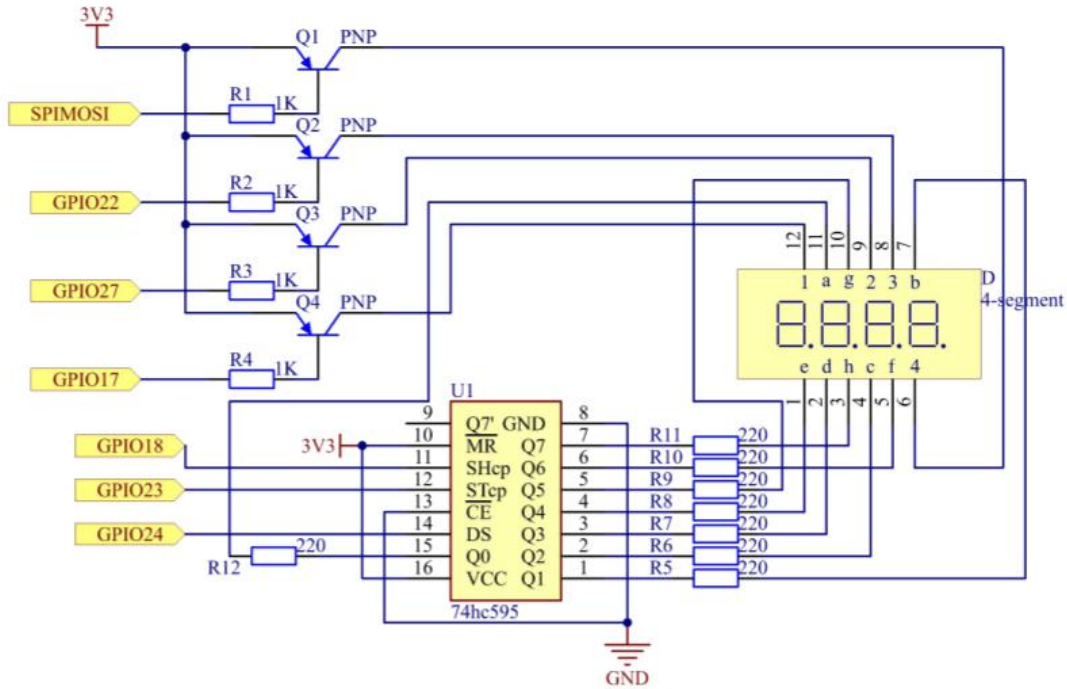 3V3
Q1 PNP
R1 1K
SPIMOSI
Q2 PNP
R2 1K
GPIO22
Q3 PNP
R3 1K
GPIO27
Q4 PNP
R4 1K
GPIO17
12 11 10 9 8 7
1 a g 2 3 b
D
4-segment
8.8.8.8.
e d h c f 4
1 2 3 4 5 6
U1
9 Q7' GND 8
3V3 10 MR Q7 7 R11 220
GPIO18 11 SHcp Q6 6 R10 220
GPIO23 12 STcp Q5 5 R9 220
13 CE Q4 4 R8 220
GPIO24 14 DS Q3 3 R7 220
R12 220 15 Q0 Q2 2 R6 220
16 VCC Q1 1 R5 220
74hc595
GND